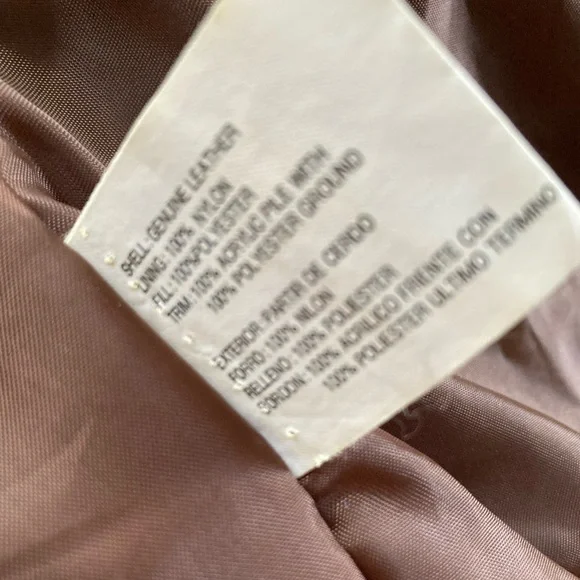 SHELL: GENUINE LEATHER
LINING: 100% NYLON
FILL: 100% POLYESTER
TRIM: 100% ACRYLIC PILE WITH
100% POLYESTER GROUND
EXTERIOR: PARTIR DE CERDO
FORRO: 100% NILON
RELLENO: 100% POLIESTER
CORDON: 100% ACRILICO FRENTE CON
100% POLIESTER ULTIMO TERMINO